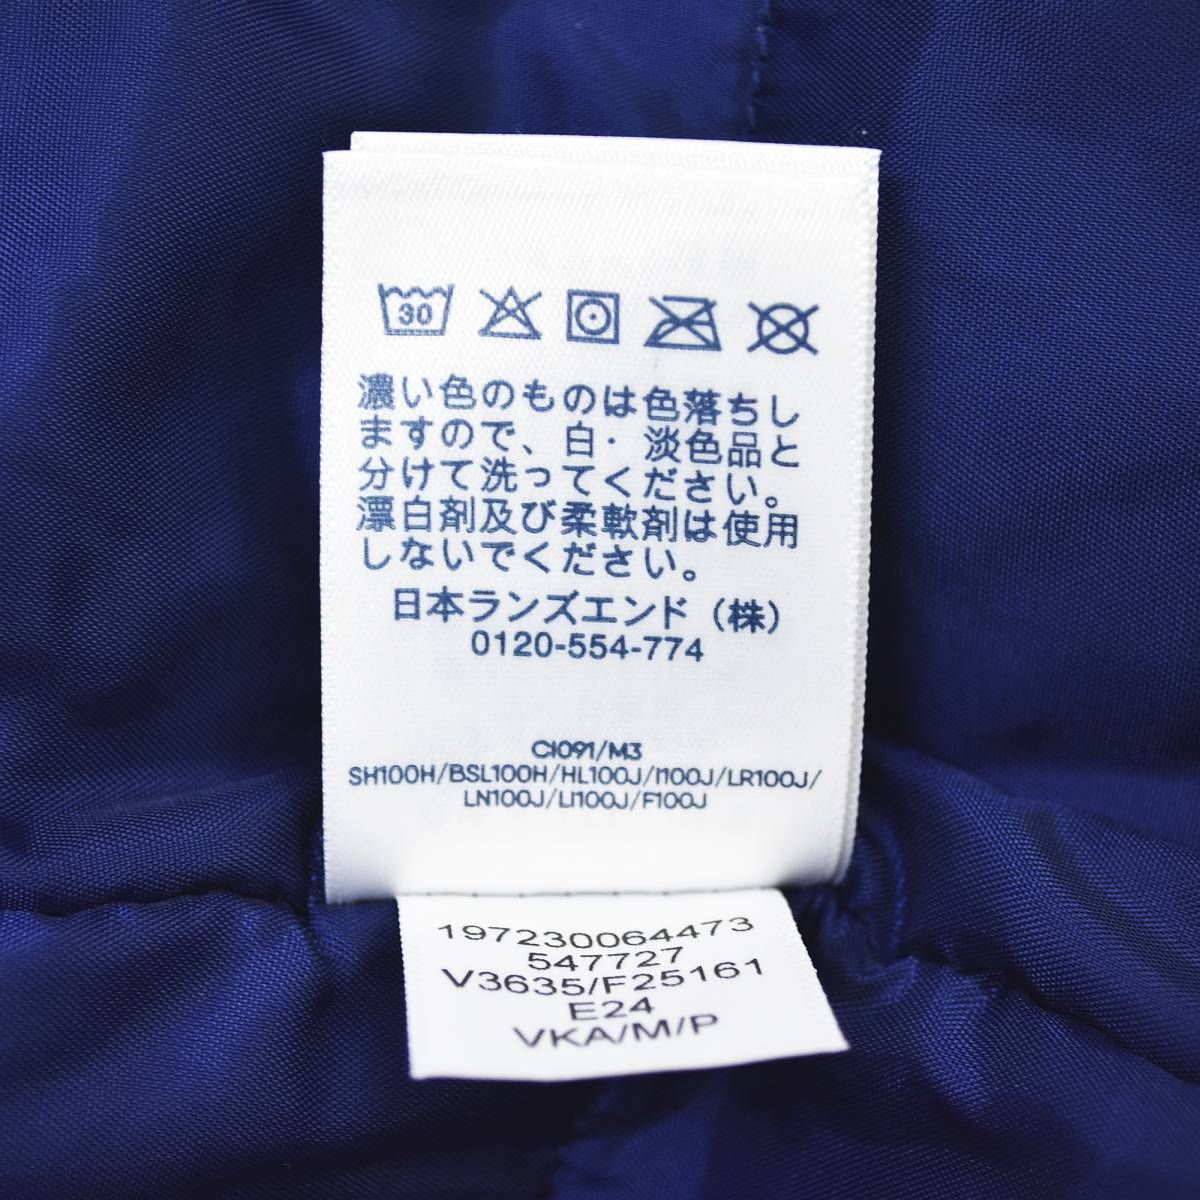 30
濃い色のものは色落ちし
ますので、白・淡色品と
分けて洗ってください。
漂白剤及び柔軟剤は使用
しないでください。
日本ランズエンド（株）
0120-554-774
CI091/M3
SH100H/BSL100H/HL100J/I100J/LR100J/
LN100J/LI100J/F100J
197230064473
547727
V3635/F25161
E24
VKA/M/P